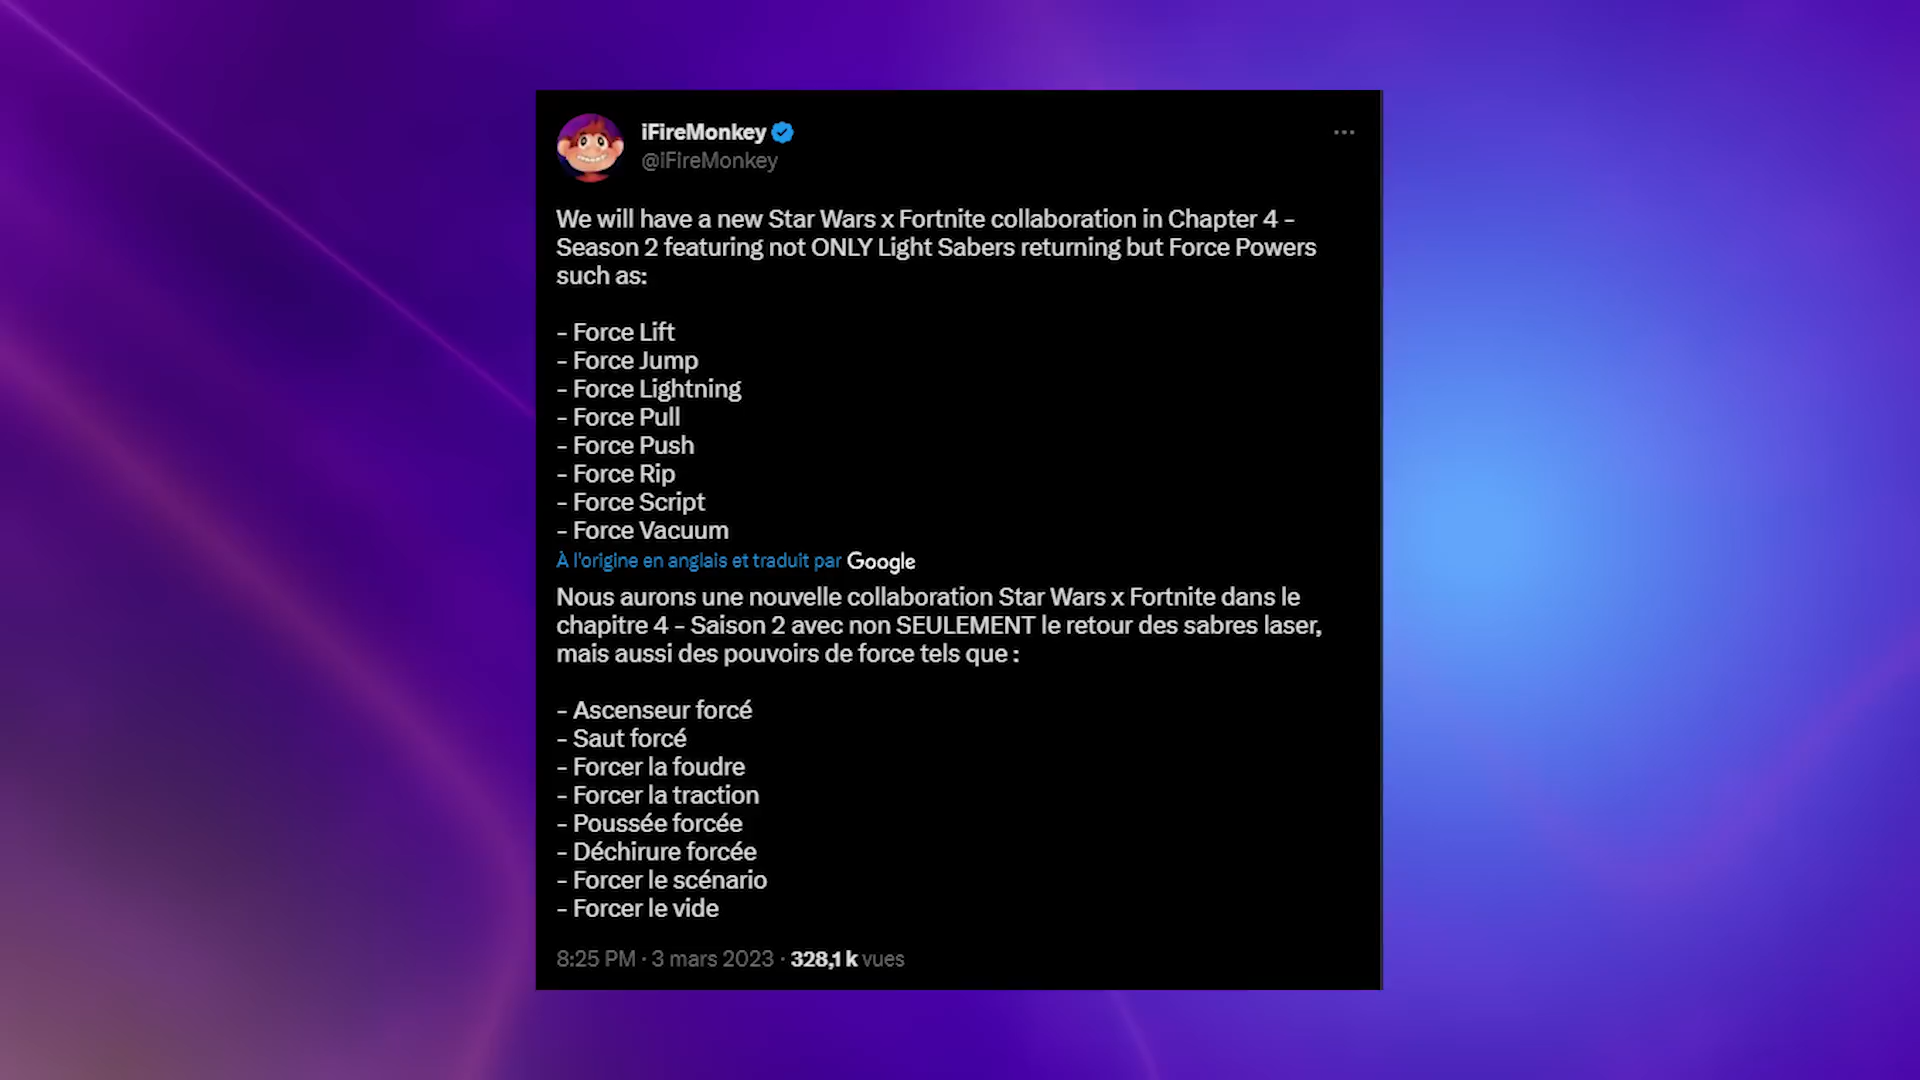 iFireMonkey
@iFireMonkey
We will have a new Star Wars x Fortnite collaboration in Chapter 4 -
Season 2 featuring not ONLY Light Sabers returning but Force Powers
such as:
- Force Lift
- Force Jump
- Force Lightning
- Force Pull
- Force Push
- Force Rip
- Force Script
- Force Vacuum
À l'origine en anglais et traduit par Google
Nous aurons une nouvelle collaboration Star Wars x Fortnite dans le
chapitre 4 - Saison 2 avec non SEULEMENT le retour des sabres laser,
mais aussi des pouvoirs de force tels que :
- Ascenseur forcé
- Saut forcé
- Forcer la foudre
- Forcer la traction
- Poussée forcée
- Déchirure forcée
- Forcer le scénario
- Forcer le vide
8:25 PM · 3 mars 2023 · 328,1 k vues